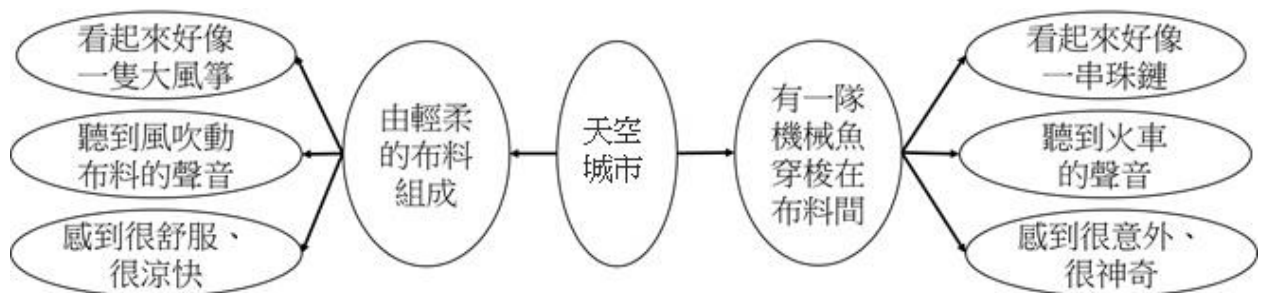 看起來好像
一隻大風箏
聽到風吹動
布料的聲音
感到很舒服、
很涼快
由輕柔
的布料
組成
天空
城市
有一隊
機械魚
穿梭在
布料間
看起來好像
一串珠鏈
聽到火車
的聲音
感到很意外、
很神奇